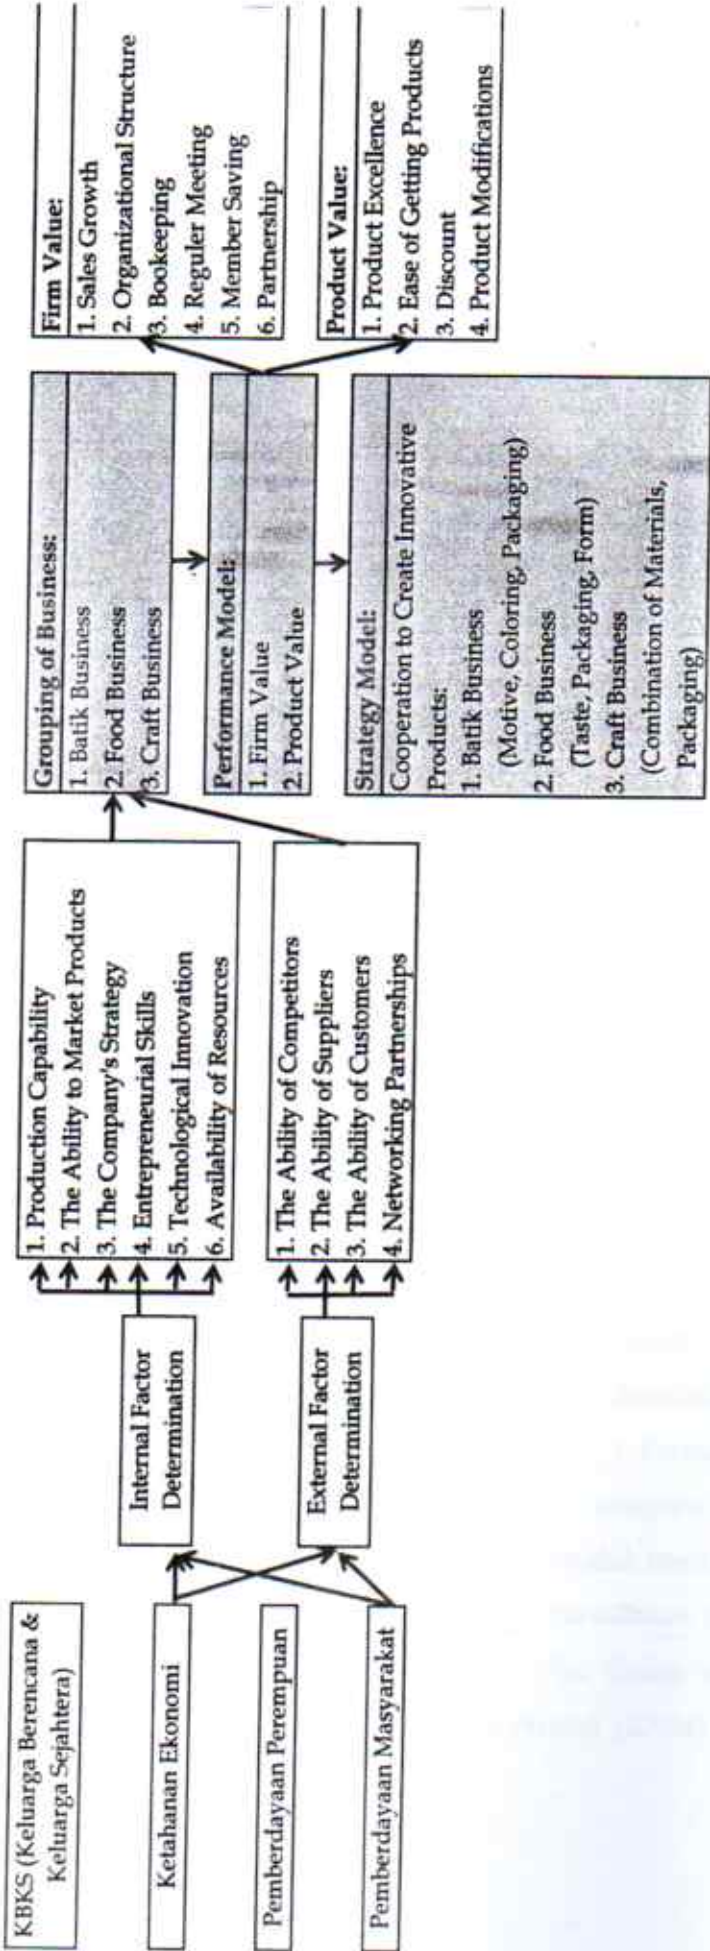 KBKS (Keluarga Berencana &
Keluarga Sejahtera)
Ketahanan Ekonomi
Pemberdayaan Perempuan
Pemberdayaan Masyarakat
Internal Factor
Determination
External Factor
Determination
1. Production Capability
2. The Ability to Market Products
3. The Company's Strategy
4. Entrepreneurial Skills
5. Technological Innovation
6. Availability of Resources
1. The Ability of Competitors
2. The Ability of Suppliers
3. The Ability of Customers
4. Networking Partnerships
Grouping of Business:
1. Batik Business
2. Food Business
3. Craft Business
Performance Model:
1. Firm Value
2. Product Value
Strategy Model:
Cooperation to Create Innovative
Products:
1. Batik Business
(Motive, Coloring, Packaging)
2. Food Business
(Taste, Packaging, Form)
3. Craft Business
(Combination of Materials,
Packaging)
Firm Value:
1. Sales Growth
2. Organizational Structure
3. Bookeeping
4. Reguler Meeting
5. Member Saving
6. Partnership
Product Value:
1. Product Excellence
2. Ease of Getting Products
3. Discount
4. Product Modifications